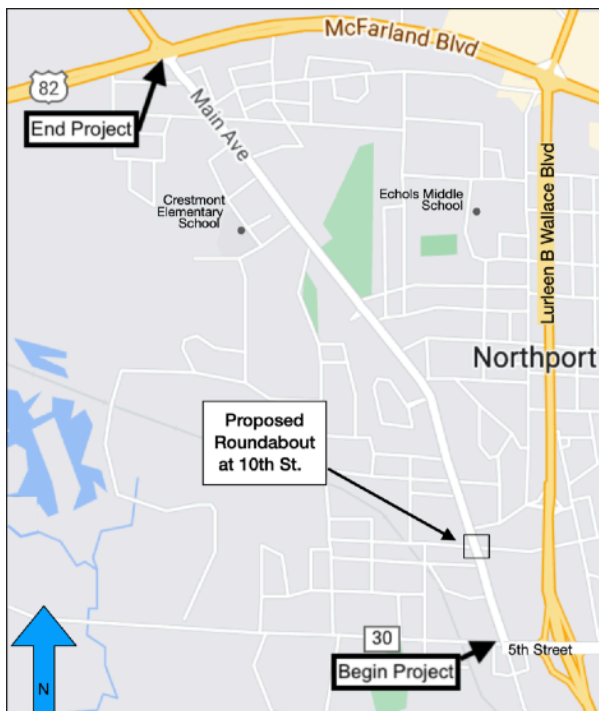 McFarland Blvd
82
End Project
Main Ave
Crestmont
Elementary
School
Echols Middle
School
Lurleen B Wallace Blvd
Northport
Proposed
Roundabout
at 10th St.
30
5th Street
Begin Project
N